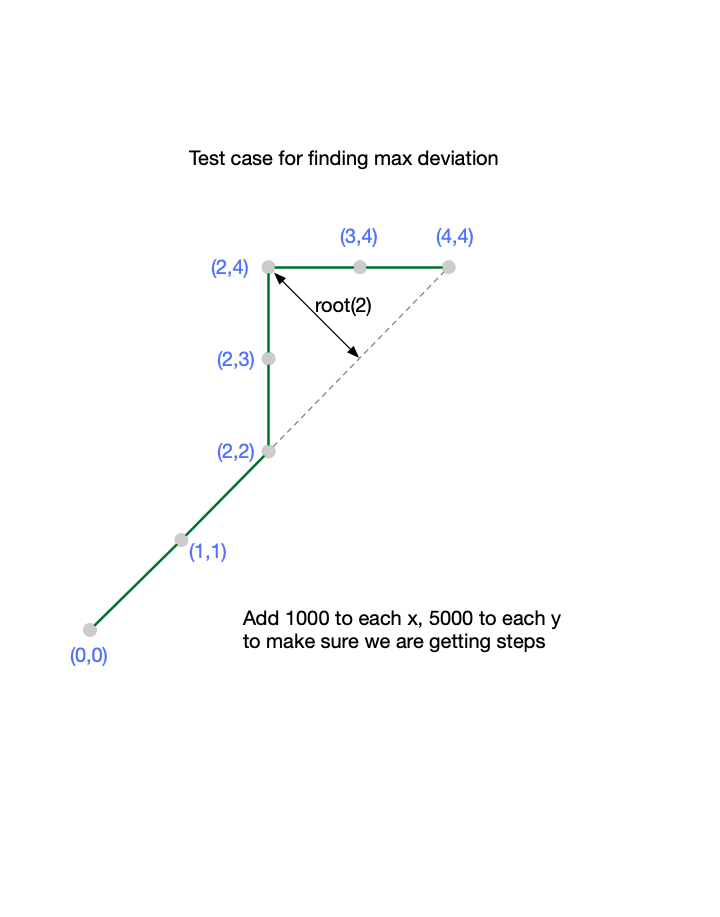 Test case for finding max deviation
(3,4)
(4,4)
(2,4)
root(2)
(2,3)
(2,2)
(1,1)
Add 1000 to each x, 5000 to each y
to make sure we are getting steps
(0,0)